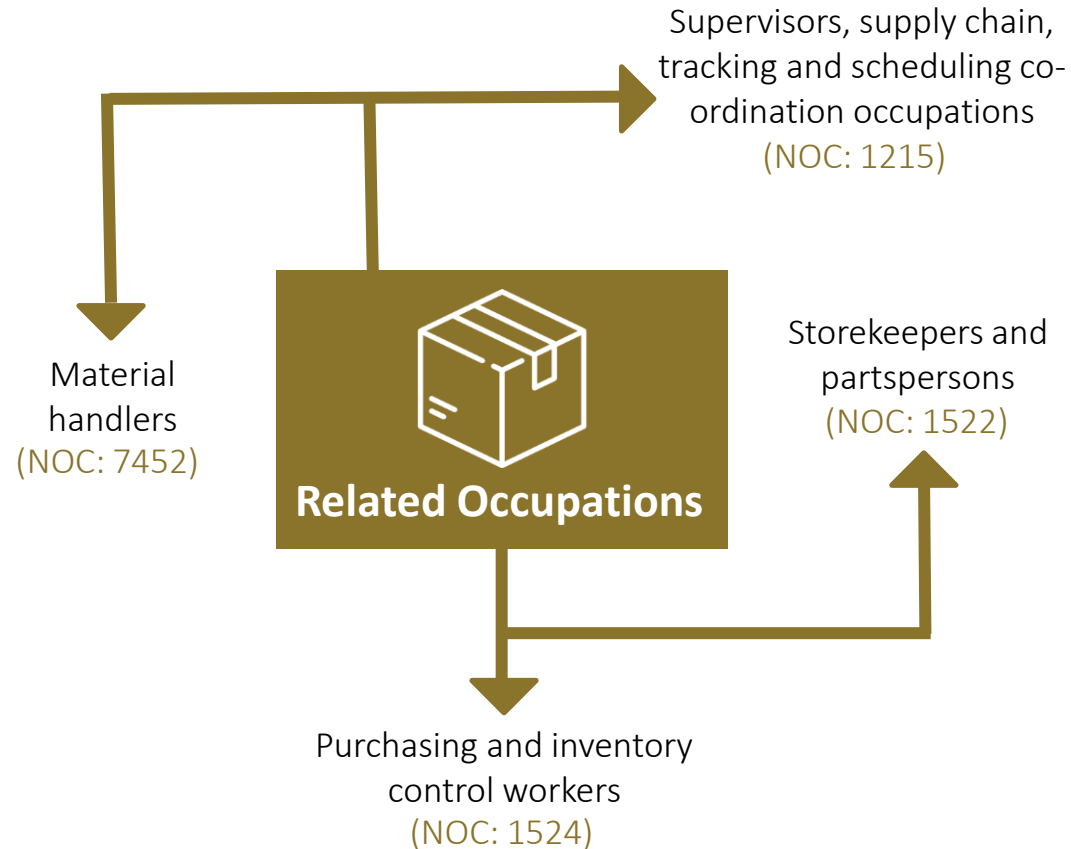 Supervisors, supply chain,
tracking and scheduling co-
ordination occupations
(NOC: 1215)
Material
handlers
(NOC: 7452)
Related Occupations
Storekeepers and
partspersons
(NOC: 1522)
Purchasing and inventory
control workers
(NOC: 1524)